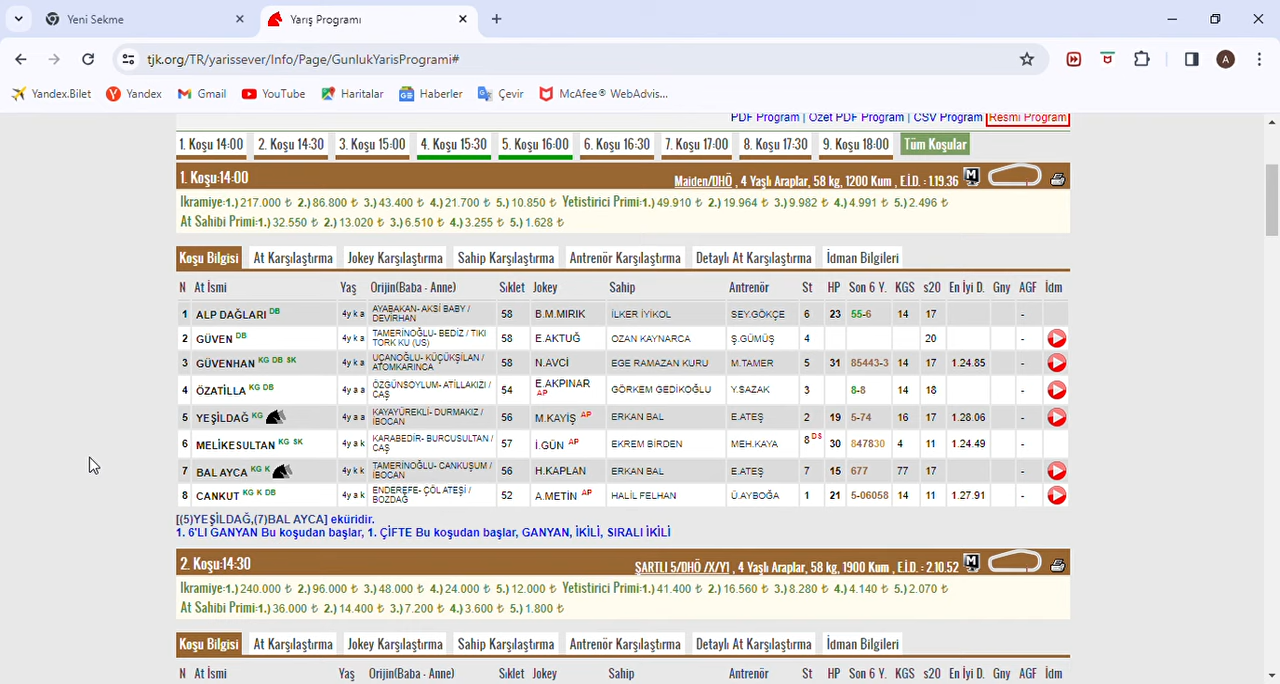 Yeni Sekme
Yarış Programı
tjk.org/TR/yarissever/Info/Page/GunlukYarisProgrami#
A
Yandex.Bilet Yandex Gmail YouTube Haritalar Haberler Çevir McAfee® WebAdvis...
PDF Program | Özet PDF Program | CSV Program Resmi Program
1. Koşu 14:00 2. Koşu 14:30 3. Koşu 15:00 4. Koşu 15:30 5. Koşu 16:00 6. Koşu 16:30 7. Koşu 17:00 8. Koşu 17:30 9. Koşu 18:00 Tüm Koşular
1. Koşu:14:00 Maiden/DHÖ , 4 Yaşlı Araplar, 58 kg, 1200 Kum , E.İ.D. : 1.19.36 M
Ikramiye:1.) 217.000 ₺ 2.) 86.800 ₺ 3.) 43.400 ₺ 4.) 21.700 ₺ 5.) 10.850 ₺ Yetistirici Primi:1.) 49.910 ₺ 2.) 19.964 ₺ 3.) 9.982 ₺ 4.) 4.991 ₺ 5.) 2.496 ₺
At Sahibi Primi:1.) 32.550 ₺ 2.) 13.020 ₺ 3.) 6.510 ₺ 4.) 3.255 ₺ 5.) 1.628 ₺
Koşu Bilgisi At Karşılaştırma Jokey Karşılaştırma Sahip Karşılaştırma Antrenör Karşılaştırma Detaylı At Karşılaştırma İdman Bilgileri
N At İsmi Yaş Orijin(Baba - Anne) Sıklet Jokey Sahip Antrenör St HP Son 6 Y. KGS s20 En İyi D. Gny AGF İdm
1 ALP DAĞLARI DB 4y k a AYABAKAN- AKSİ BABY / DEVİRHAN 58 B.M.MIRIK İLKER İYİKOL SEY.GÖKÇE 6 23 55-6 14 17 -
2 GÜVEN DB 4y k a TAMERİNOĞLU- BEDİZ / TIKI TORK KU (US) 58 E.AKTUĞ OZAN KAYNARCA Ş.GÜMÜŞ 4 20 -
3 GÜVENHAN KG DB SK 4y k a UÇANOĞLU- KÜÇÜKŞİLAN / ATOMKARINCA 58 N.AVCİ EGE RAMAZAN KURU M.TAMER 5 31 85443-3 14 17 1.24.85 -
4 ÖZATİLLA KG DB 4y a a ÖZGÜNSOYLUM- ATİLLAKIZI / CAŞ 54 E.AKPINAR AP GÖRKEM GEDİKOĞLU Y.SAZAK 3 8-8 14 18 -
5 YEŞİLDAĞ KG 4y a a KAYAYÜREKLİ- DURMAKIZ / İBOCAN 56 M.KAYIŞ AP ERKAN BAL E.ATEŞ 2 19 5-74 16 17 1.28.06 -
6 MELİKESULTAN KG SK 4y a k KARABEDİR- BURCUSULTAN / CAŞ 57 İ.GÜN AP EKREM BİRDEN MEH.KAYA 8 DS 30 847830 4 11 1.24.49 -
7 BAL AYCA KG K 4y k k TAMERİNOĞLU- CANKUŞUM / İBOCAN 56 H.KAPLAN ERKAN BAL E.ATEŞ 7 15 677 77 17 -
8 CANKUT KG K DB 4y a k ENDEREFE- ÇÖL ATEŞİ / BOZDAĞ 52 A.METİN AP HALİL FELHAN Ü.AYBOĞA 1 21 5-06058 14 11 1.27.91 -
[(5)YEŞİLDAĞ,(7)BAL AYCA] eküridir.
1. 6'LI GANYAN Bu koşudan başlar, 1. ÇİFTE Bu koşudan başlar, GANYAN, İKİLİ, SIRALI İKİLİ
2. Koşu:14:30 ŞARTLI 5/DHÖ /X/Y1 , 4 Yaşlı Araplar, 58 kg, 1900 Kum , E.İ.D. : 2.10.52 M
Ikramiye:1.) 240.000 ₺ 2.) 96.000 ₺ 3.) 48.000 ₺ 4.) 24.000 ₺ 5.) 12.000 ₺ Yetistirici Primi:1.) 41.400 ₺ 2.) 16.560 ₺ 3.) 8.280 ₺ 4.) 4.140 ₺ 5.) 2.070 ₺
At Sahibi Primi:1.) 36.000 ₺ 2.) 14.400 ₺ 3.) 7.200 ₺ 4.) 3.600 ₺ 5.) 1.800 ₺
Koşu Bilgisi At Karşılaştırma Jokey Karşılaştırma Sahip Karşılaştırma Antrenör Karşılaştırma Detaylı At Karşılaştırma İdman Bilgileri
N At İsmi Yaş Orijin(Baba - Anne) Sıklet Jokey Sahip Antrenör St HP Son 6 Y. KGS s20 En İyi D. Gny AGF İdm